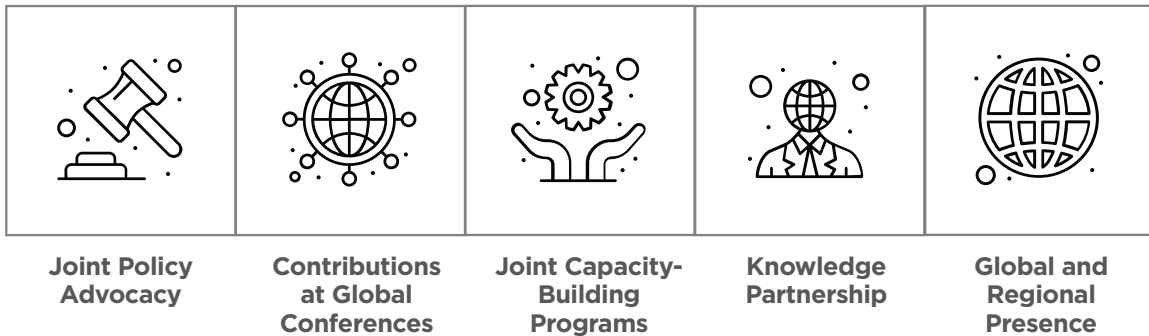 Joint Policy
Advocacy
Contributions
at Global
Conferences
Joint Capacity-
Building
Programs
Knowledge
Partnership
Global and
Regional
Presence